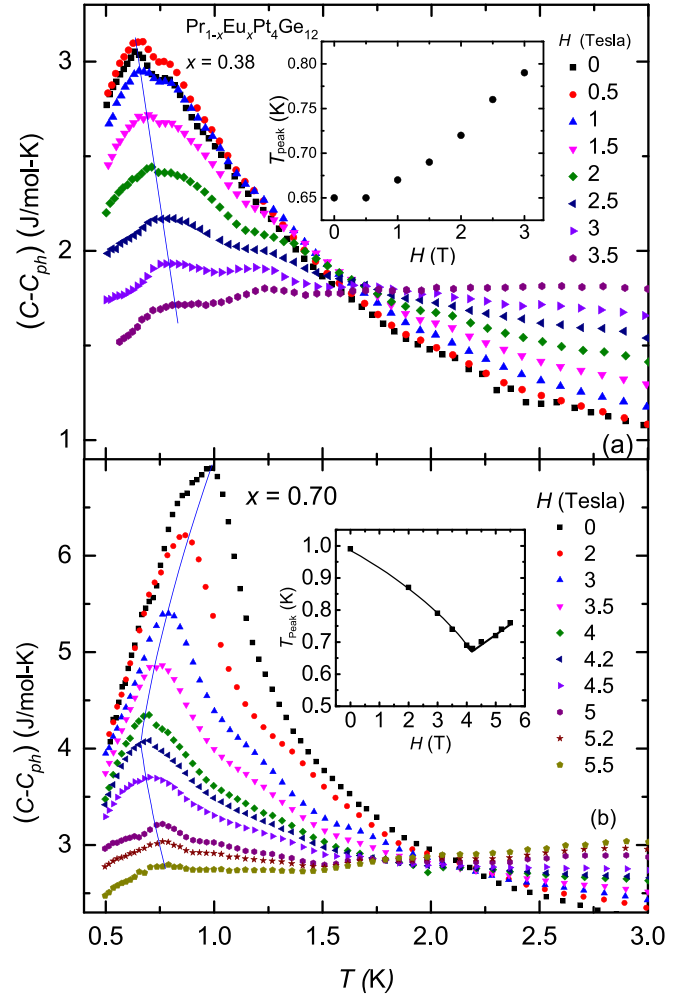 Pr1-xEuxPt4Ge12
x = 0.38
H (Tesla)
0
0.5
1
1.5
2
2.5
3
3.5
(C-Cph) (J/mol-K)
3
2
1
Tpeak (K)
0.80
0.75
0.70
0.65
0 1 2 3
H (T)
(a)
x = 0.70
H (Tesla)
0
2
3
3.5
4
4.2
4.5
5
5.2
5.5
(C-Cph) (J/mol-K)
6
5
4
3
TPeak (K)
1.0
0.9
0.8
0.7
0.6
0.5
0 1 2 3 4 5 6
H (T)
(b)
0.5 1.0 1.5 2.0 2.5 3.0
T (K)